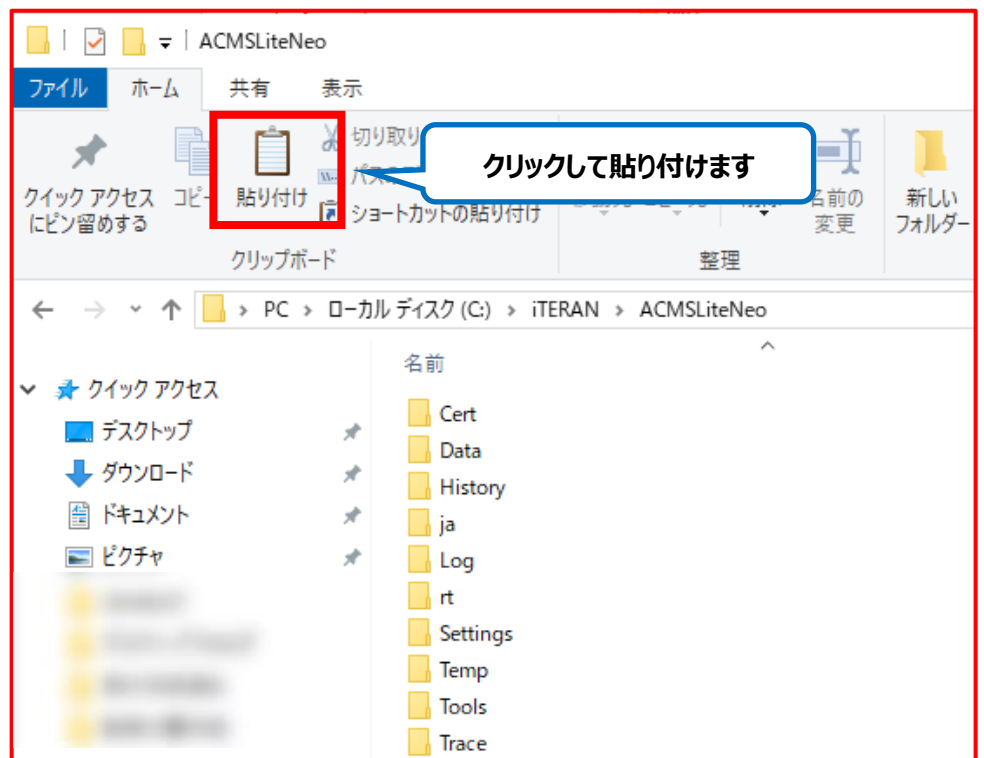 ACMSLiteNeo
ファイル ホーム 共有 表示
切り取り
クリックして貼り付けます
クイック アクセス
にピン留めする
コピー
貼り付け
ショートカットの貼り付け
名前の
変更
新しい
フォルダー
クリップボード
整理
PC > ローカル ディスク (C:) > iTERAN > ACMSLiteNeo
名前
クイック アクセス
デスクトップ
ダウンロード
ドキュメント
ピクチャ
Cert
Data
History
ja
Log
rt
Settings
Temp
Tools
Trace